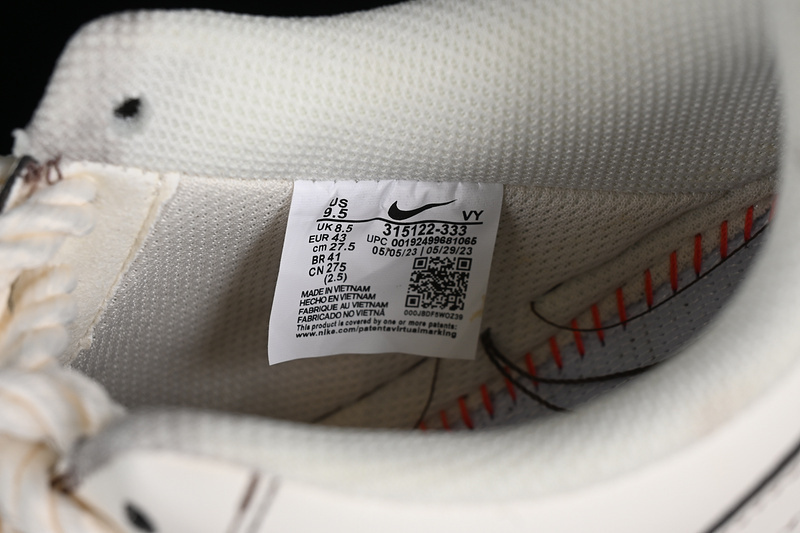 US
9.5
VY
UK 8.5
315122-333
EUR 43
UPC 00192499681065
cm 27.5
05/05/23 | 05/29/23
BR 41
CN 275
(2.5)
MADE IN VIETNAM
HECHO EN VIETNAM
FABRIQUE AU VIETNAM
FABRICADO NO VIETNÃ
This product is covered by one or more patents:
www.nike.com/patentavirtualmarking